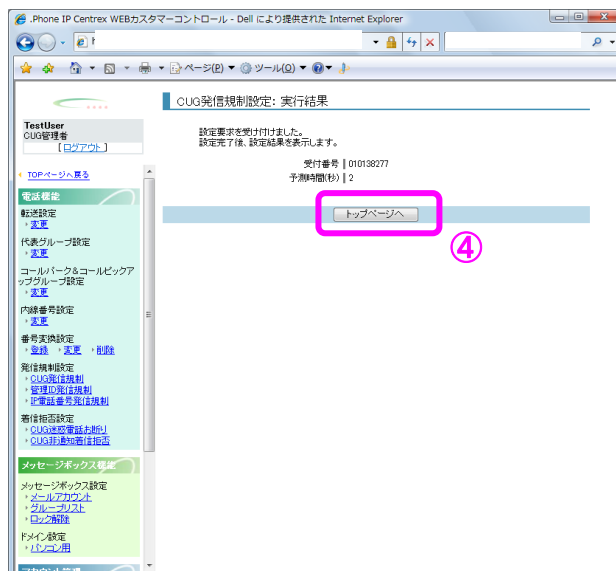 .Phone IP Centrex WEBカスタマーコントロール - Dell により提供された Internet Explorer
ページ(P) ツール(O)
CUG発信規制設定: 実行結果
TestUser
CUG管理者
[ログアウト]
TOPページへ戻る
設定要求を受け付けました。
設定完了後、設定結果を表示します。
受付番号 010138277
予測時間(秒) 2
トップページへ
④
電話機能
転送設定
変更
代表グループ設定
変更
コールパーク&コールピックア
ップグループ設定
変更
内線番号設定
変更
番号変換設定
登録 変更 削除
発信規制設定
CUG発信規制
管理ID発信規制
IP電話番号発信規制
着信拒否設定
CUG迷惑電話お断り
CUG非通知着信拒否
メッセージボックス機能
メッセージボックス設定
メールアカウント
グループリスト
ロック解除
ドメイン設定
パソコン用
アカウント管理